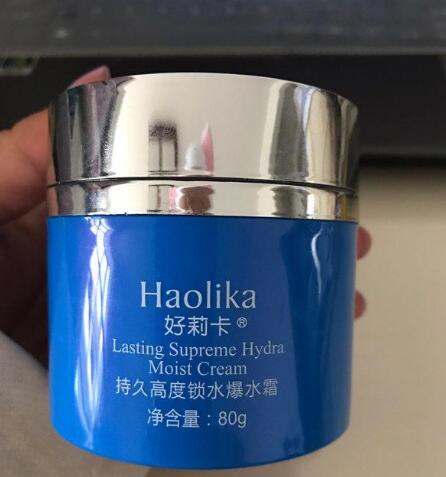 Haolika
好莉卡®
Lasting Supreme Hydra
Moist Cream
持久高度锁水爆水霜
净含量：80g